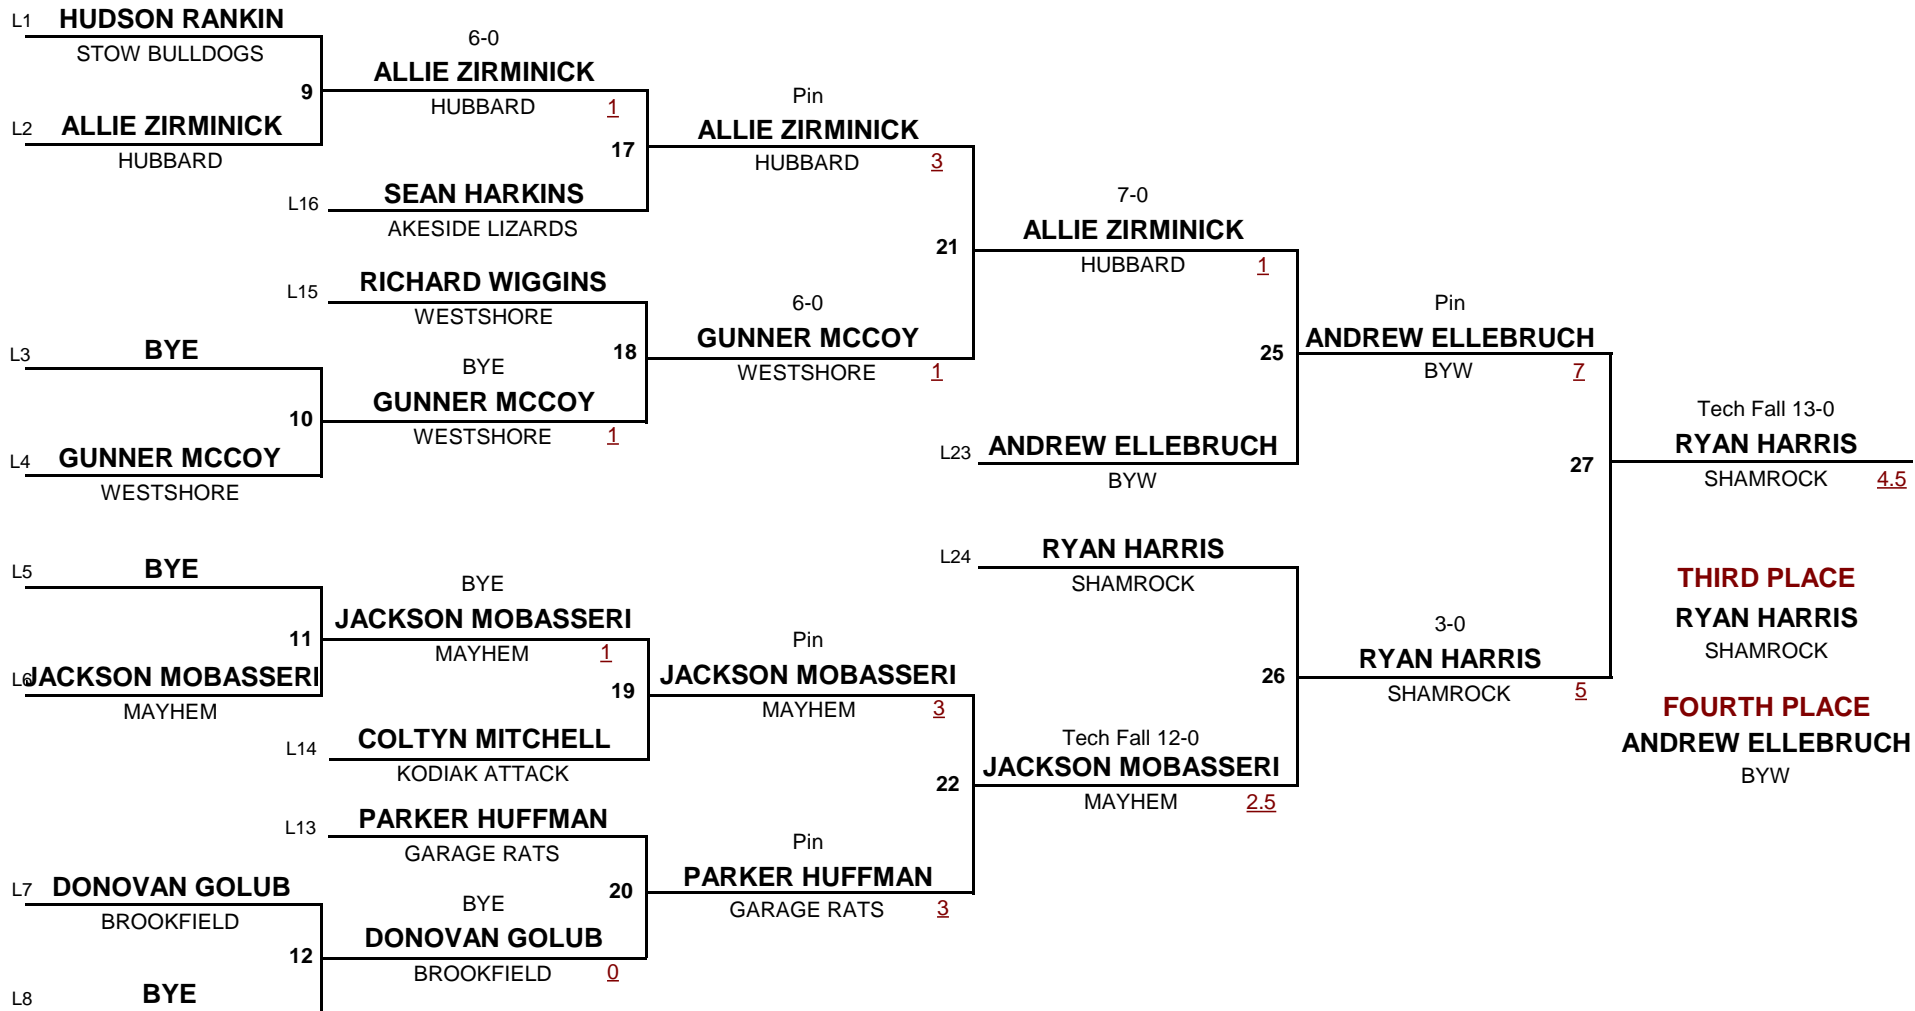 L1 HUDSON RANKIN
STOW BULLDOGS
9
L2 ALLIE ZIRMINICK
HUBBARD
6-0
ALLIE ZIRMINICK
HUBBARD 1
17
L16 SEAN HARKINS
AKESIDE LIZARDS
Pin
ALLIE ZIRMINICK
HUBBARD 3
21
L15 RICHARD WIGGINS
WESTSHORE
18
L3 BYE
10
L4 GUNNER MCCOY
WESTSHORE
BYE
GUNNER MCCOY
WESTSHORE 1
6-0
GUNNER MCCOY
WESTSHORE 1
7-0
ALLIE ZIRMINICK
HUBBARD 1
25
L23 ANDREW ELLEBRUCH
BYW
Pin
ANDREW ELLEBRUCH
BYW 7
27
L5 BYE
11
L6 JACKSON MOBASSERI
MAYHEM
BYE
JACKSON MOBASSERI
MAYHEM 1
19
L14 COLTYN MITCHELL
KODIAK ATTACK
Pin
JACKSON MOBASSERI
MAYHEM 3
22
L13 PARKER HUFFMAN
GARAGE RATS
20
L7 DONOVAN GOLUB
BROOKFIELD
12
L8 BYE
BYE
DONOVAN GOLUB
BROOKFIELD 0
Pin
PARKER HUFFMAN
GARAGE RATS 3
L24 RYAN HARRIS
SHAMROCK
26
Tech Fall 12-0
JACKSON MOBASSERI
MAYHEM 2.5
3-0
RYAN HARRIS
SHAMROCK 5
Tech Fall 13-0
RYAN HARRIS
SHAMROCK 4.5
THIRD PLACE
RYAN HARRIS
SHAMROCK
FOURTH PLACE
ANDREW ELLEBRUCH
BYW